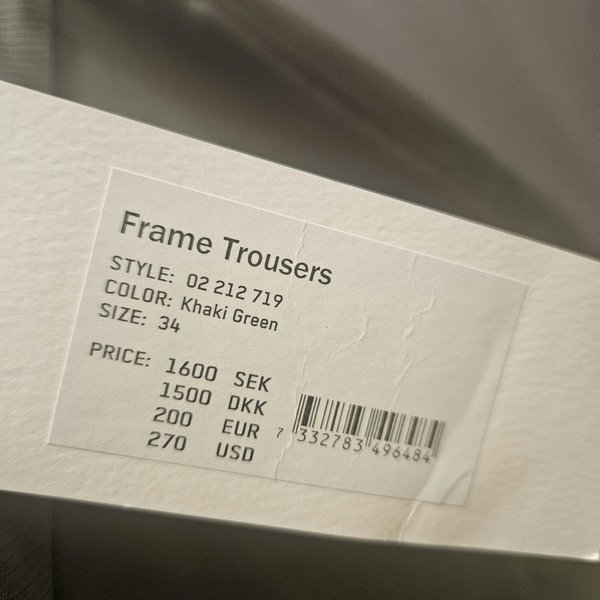 Frame Trousers
STYLE: 02 212 719
COLOR: Khaki Green
SIZE: 34
PRICE: 1600 SEK
1500 DKK
200 EUR
270 USD
7 332783 496484